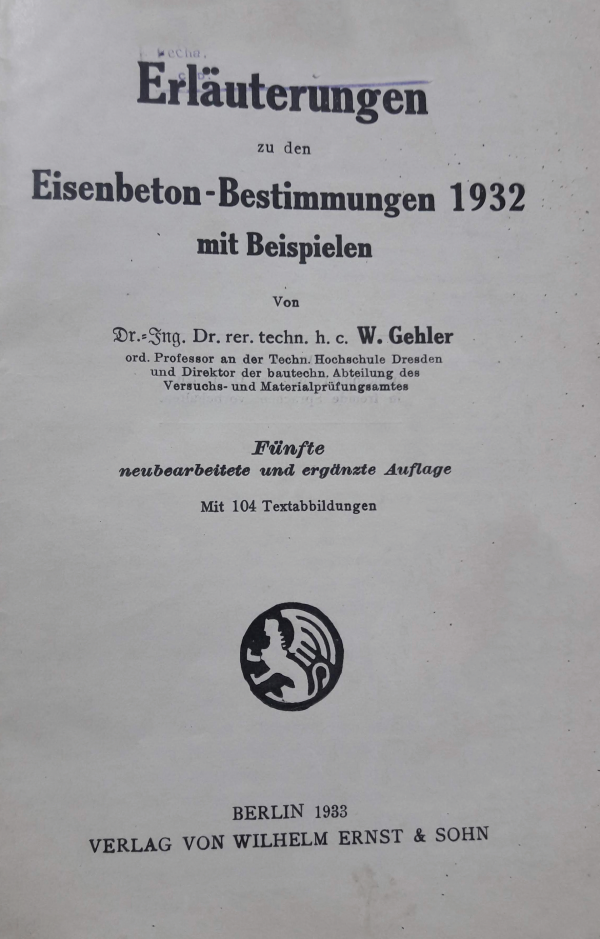 Erläuterungen
zu den
Eisenbeton-Bestimmungen 1932
mit Beispielen
Von
Dr.=Ing. Dr. rer. techn. h. c. W. Gehler
ord. Professor an der Techn. Hochschule Dresden
und Direktor der bautechn. Abteilung des
Versuchs- und Materialprüfungsamtes
Fünfte
neubearbeitete und ergänzte Auflage
Mit 104 Textabbildungen
BERLIN 1933
VERLAG VON WILHELM ERNST & SOHN